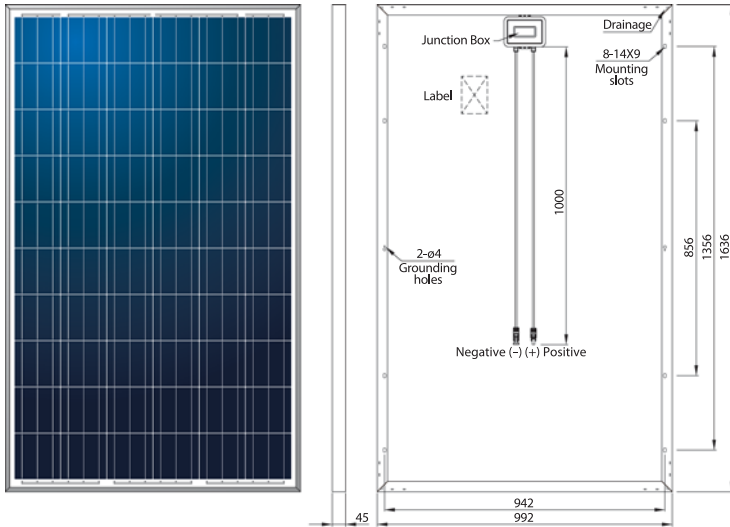 Drainage
Junction Box
8-14X9
Mounting
slots
Label
1000
856
1356
1636
2-ø4
Grounding
holes
Negative (-) (+) Positive
942
45
992